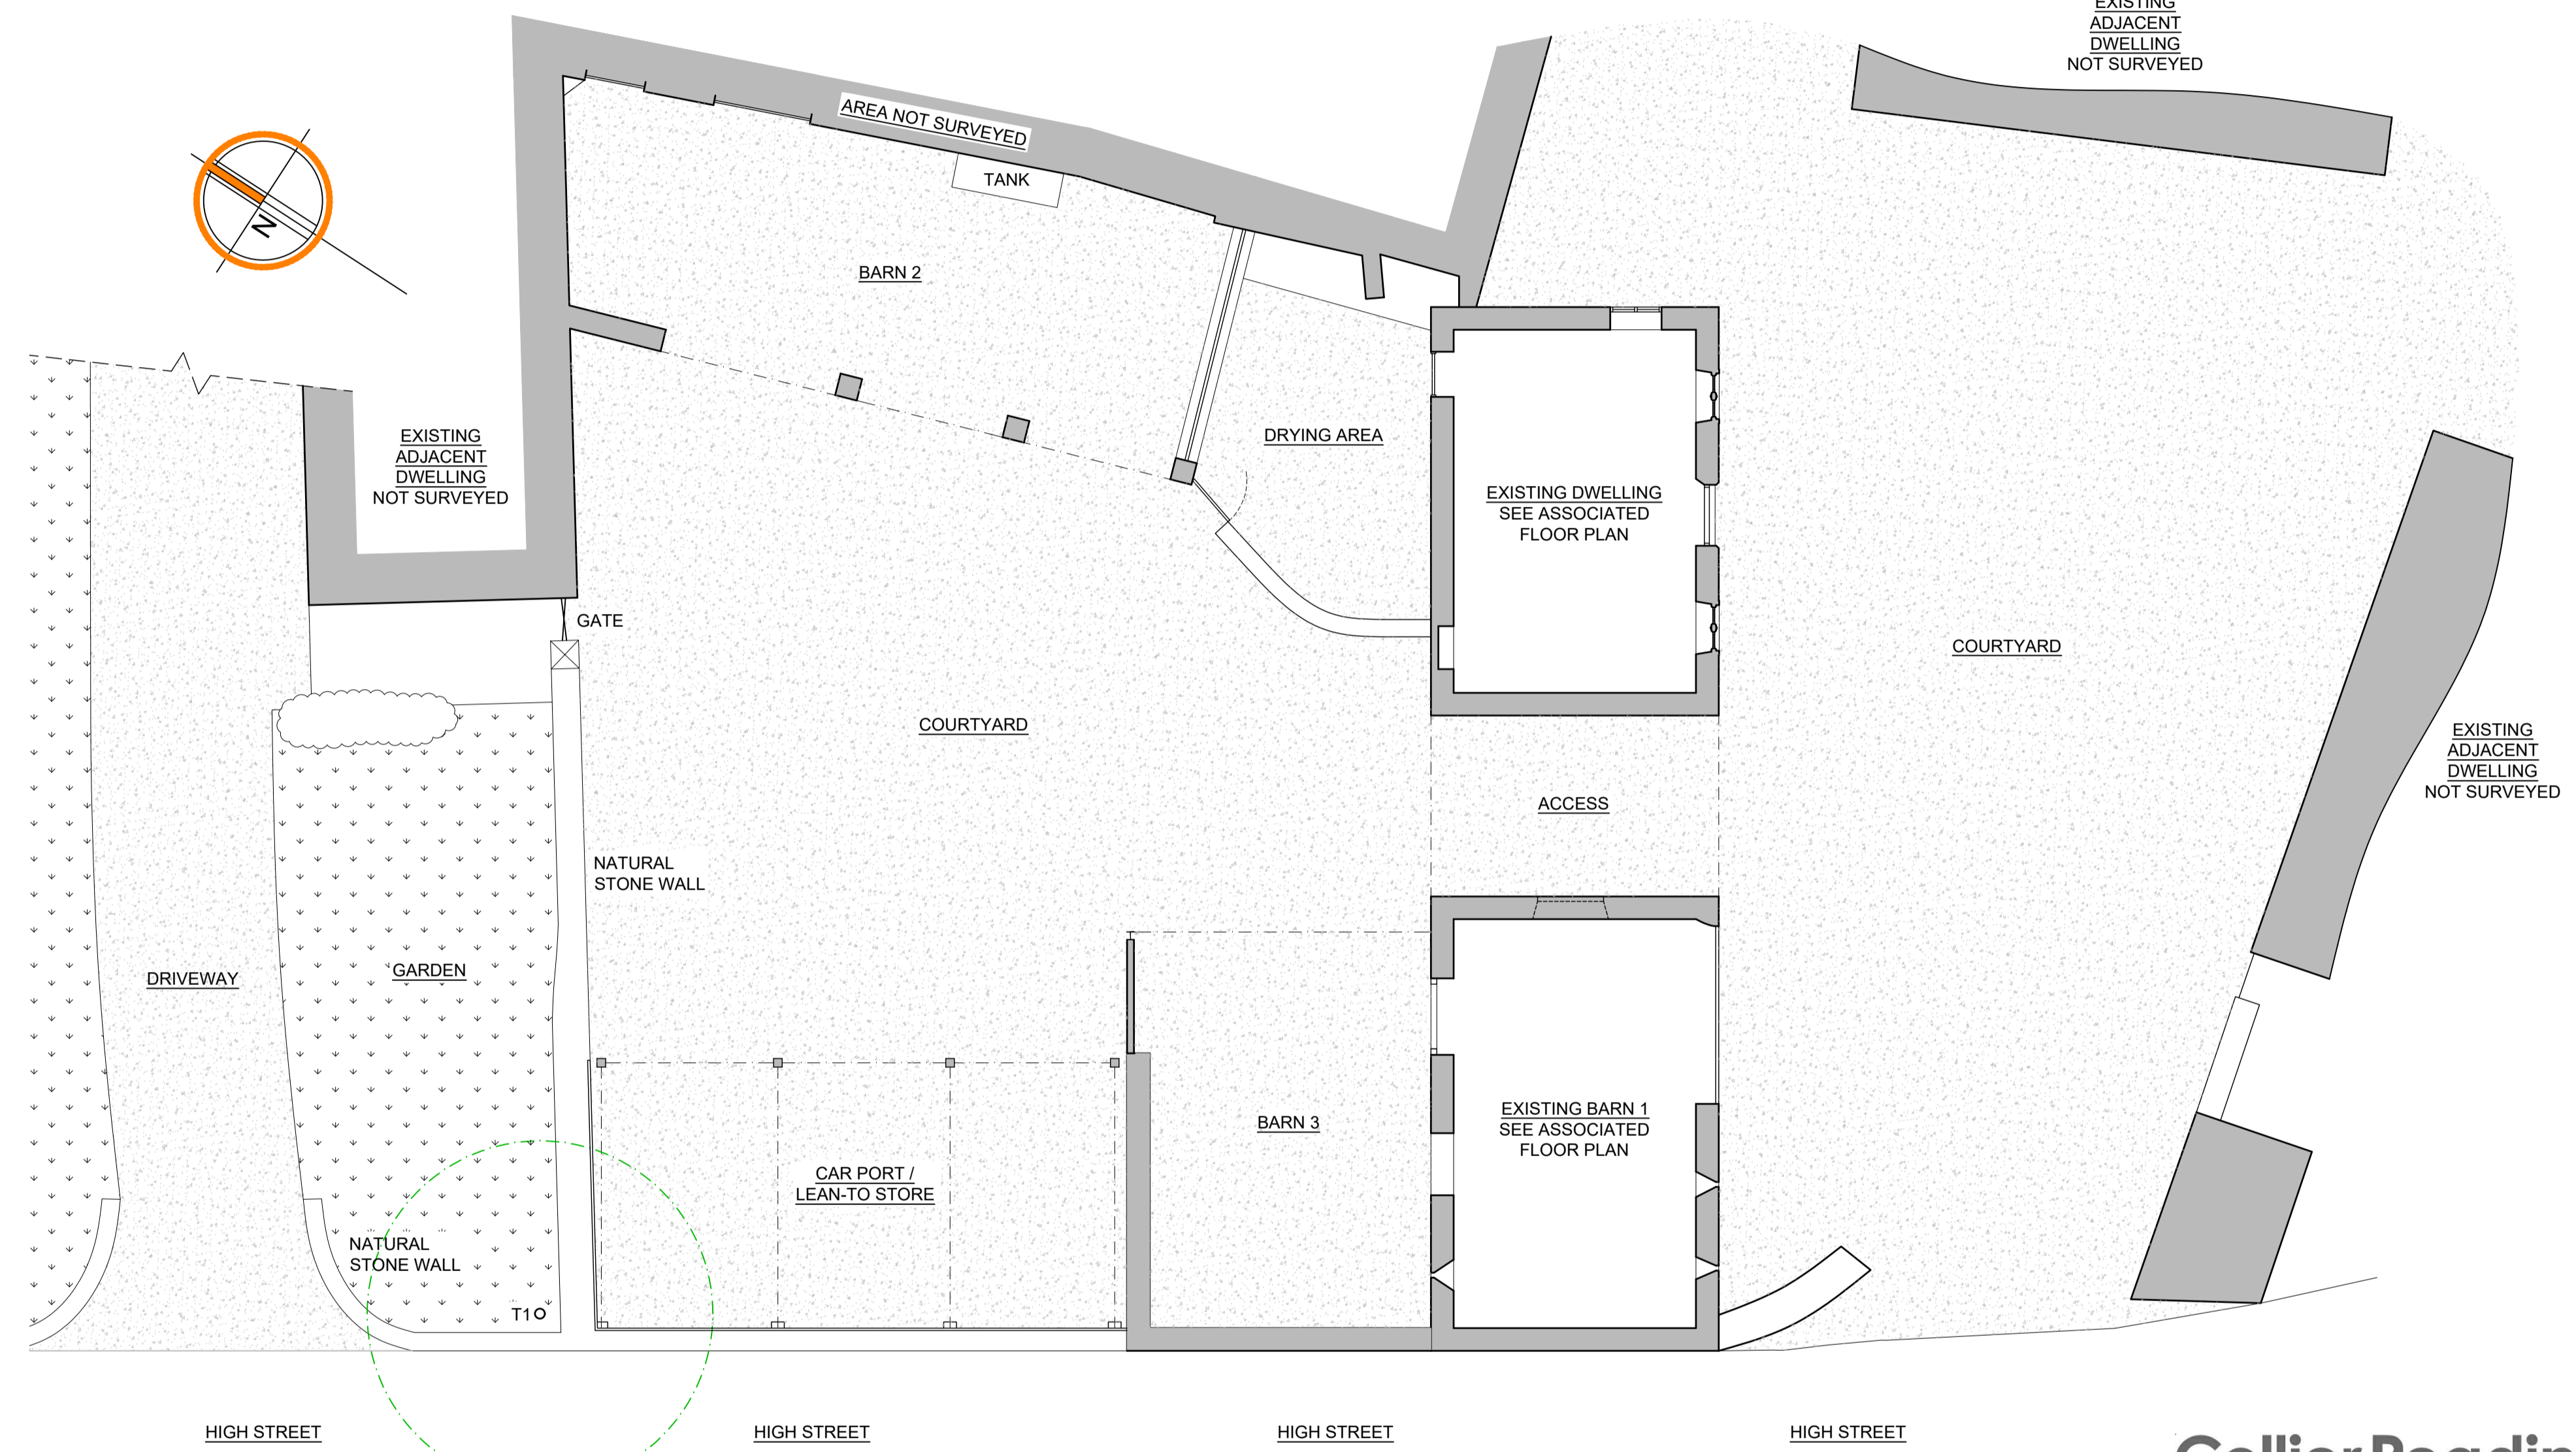 EXISTING
ADJACENT
DWELLING
NOT SURVEYED
AREA NOT SURVEYED
TANK
N
BARN 2
EXISTING
ADJACENT
DWELLING
NOT SURVEYED
DRYING AREA
EXISTING DWELLING
SEE ASSOCIATED
FLOOR PLAN
GATE
COURTYARD
COURTYARD
EXISTING
ADJACENT
DWELLING
NOT SURVEYED
ACCESS
NATURAL
STONE WALL
DRIVEWAY
GARDEN
BARN 3
EXISTING BARN 1
SEE ASSOCIATED
FLOOR PLAN
CAR PORT /
LEAN-TO STORE
NATURAL
STONE WALL
T1
HIGH STREET
HIGH STREET
HIGH STREET
HIGH STREET